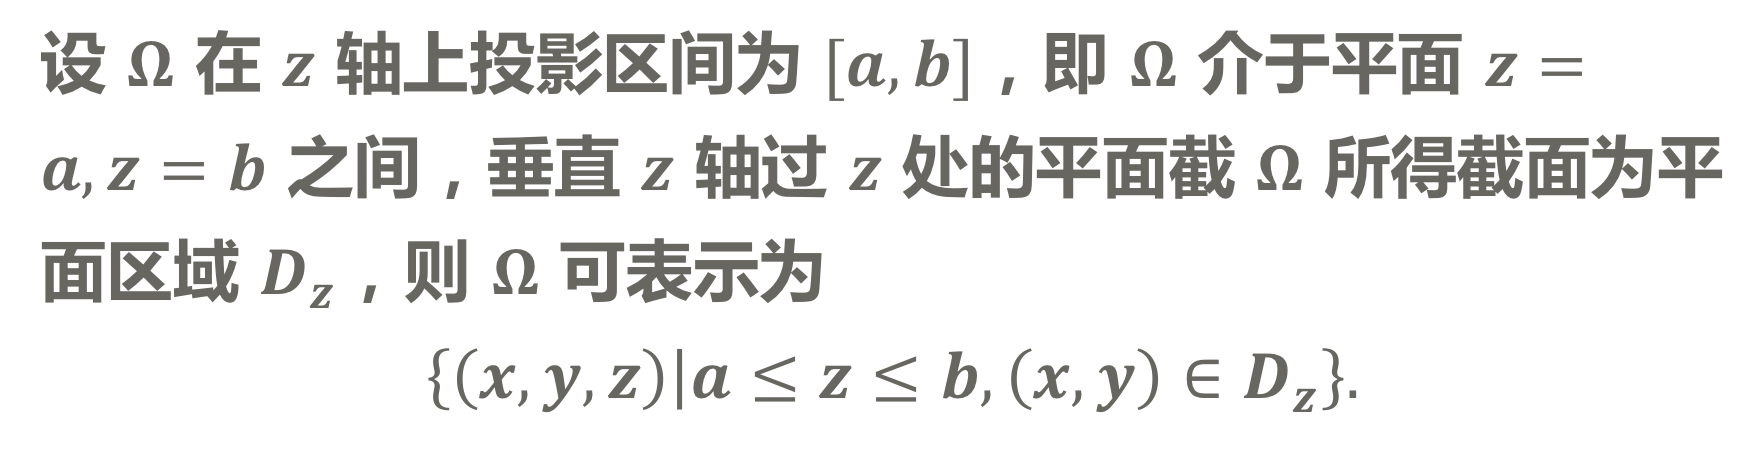 设 Ω 在 z 轴上投影区间为 [a, b]，即 Ω 介于平面 z =
a, z = b 之间，垂直 z 轴过 z 处的平面截 Ω 所得截面为平
面区域 D_z，则 Ω 可表示为
{(x, y, z)|a ≤ z ≤ b, (x, y) ∈ D_z}.